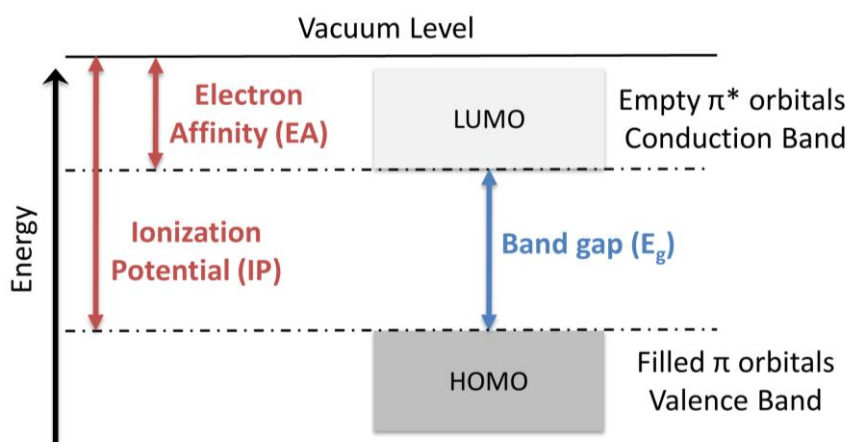 Vacuum Level
Electron
Affinity (EA)
LUMO
Empty π* orbitals
Conduction Band
Energy
Ionization
Potential (IP)
Band gap (Eg)
HOMO
Filled π orbitals
Valence Band